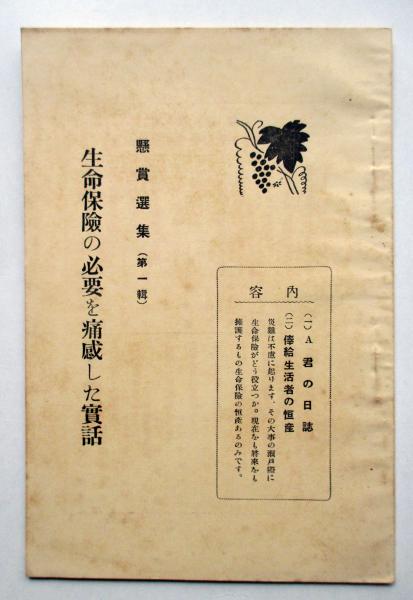 内容
(一) A君の日誌
(二) 俸給生活者の恒産
災難は不慮に起ります、その大事の瀬戸際に
生命保險がどう役立つか。現在をも將來をも
擁護するもの生命保險の恒産あるのみです。
懸賞選集(第一輯)
生命保險の必要を痛感した實話